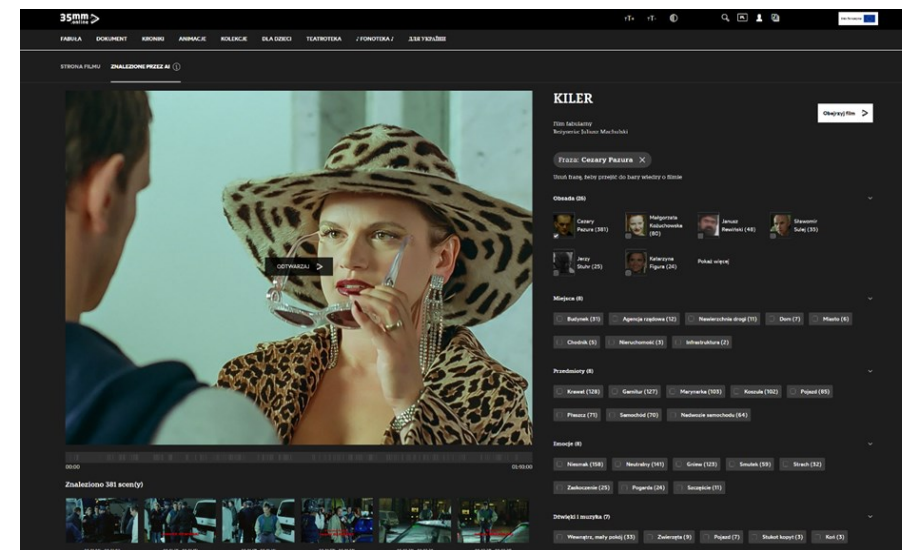 35mm
online
FABUŁA DOKUMENT KRONIKI ANIMACJE KOLEKCJE DLA DZIECI TEATROTEKA / FONOTEKA / ДЛЯ УКРАЇНИ
STRONA FILMU ZNALEZIONE PRZEZ AI
ODTWARZAJ
00:00
Znaleziono 381 scen(y)
KILER
Film fabularny
Reżyseria: Juliusz Machulski
Obejrzyj film
Fraza: Cezary Pazura
Usuń frazę, żeby przejść do bazy wiedzy o filmie
Obsada (26)
Cezary Pazura (381)
Małgorzata Kożuchowska (80)
Janusz Rewiński (46)
Sławomir Sulej (35)
Jerzy Stuhr (25)
Katarzyna Figura (24)
Pokaż więcej
Miejsca (8)
Budynek (31) Agencja rządowa (12) Nawierzchnia drogi (11) Dom (7) Miasto (6)
Chodnik (5) Nieruchomość (3) Infrastruktura (2)
Przedmioty (8)
Krawat (128) Garnitur (127) Marynarka (103) Koszula (102) Pojazd (85)
Płaszcz (71) Samochód (70) Nadwozie samochodu (64)
Emocje (8)
Niesmak (158) Neutralny (141) Gniew (123) Smutek (59) Strach (32)
Zaskoczenie (25) Pogarda (24) Szczęście (11)
Dźwięki i muzyka (7)
Wewnątrz, mały pokój (33) Zwierzęta (9) Pojazd (7) Stukot kopyt (3) Koń (3)